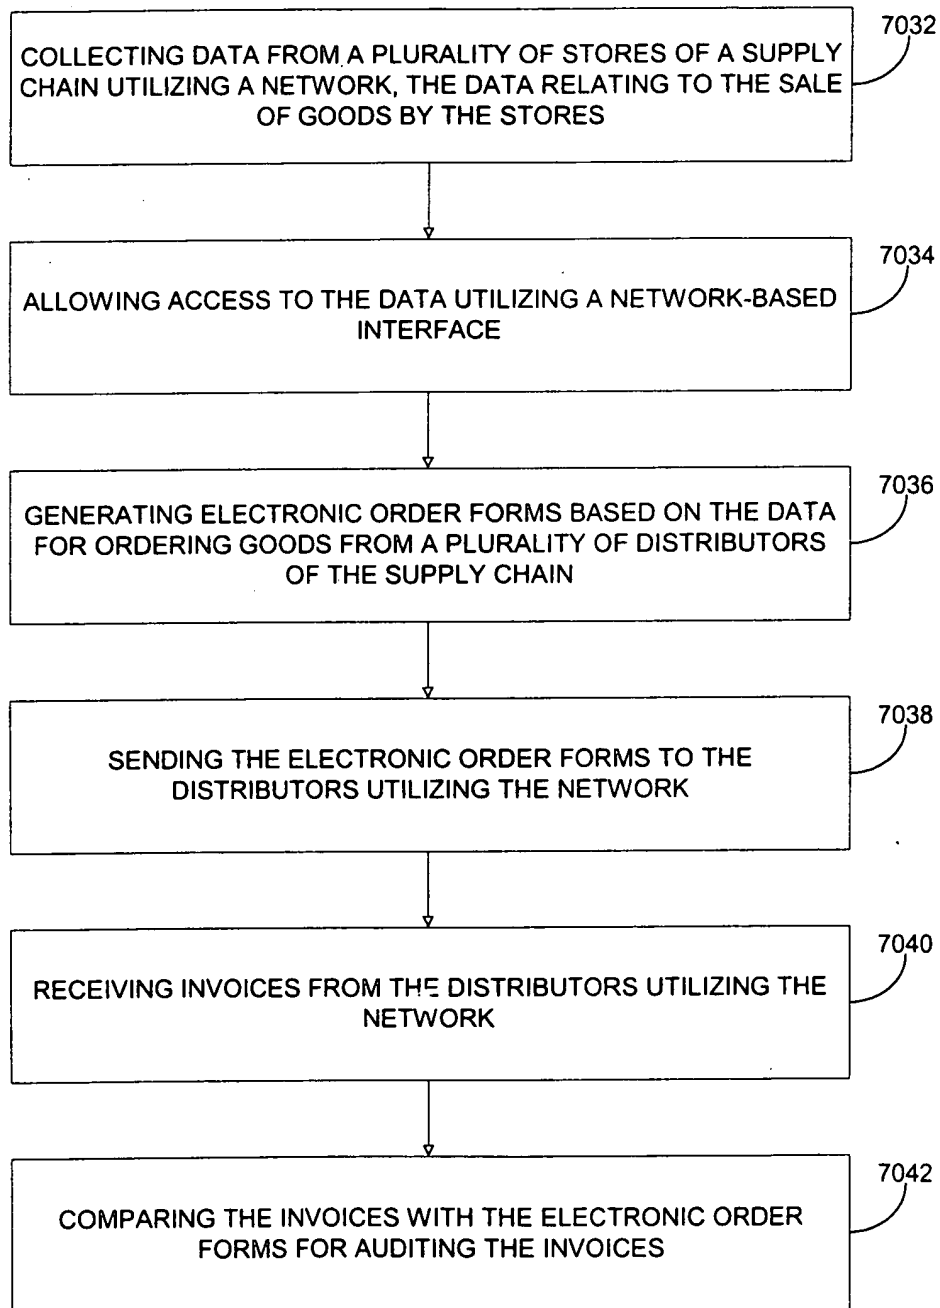 7032
COLLECTING DATA FROM A PLURALITY OF STORES OF A SUPPLY
CHAIN UTILIZING A NETWORK, THE DATA RELATING TO THE SALE
OF GOODS BY THE STORES
7034
ALLOWING ACCESS TO THE DATA UTILIZING A NETWORK-BASED
INTERFACE
7036
GENERATING ELECTRONIC ORDER FORMS BASED ON THE DATA
FOR ORDERING GOODS FROM A PLURALITY OF DISTRIBUTORS
OF THE SUPPLY CHAIN
7038
SENDING THE ELECTRONIC ORDER FORMS TO THE
DISTRIBUTORS UTILIZING THE NETWORK
7040
RECEIVING INVOICES FROM THE DISTRIBUTORS UTILIZING THE
NETWORK
7042
COMPARING THE INVOICES WITH THE ELECTRONIC ORDER
FORMS FOR AUDITING THE INVOICES